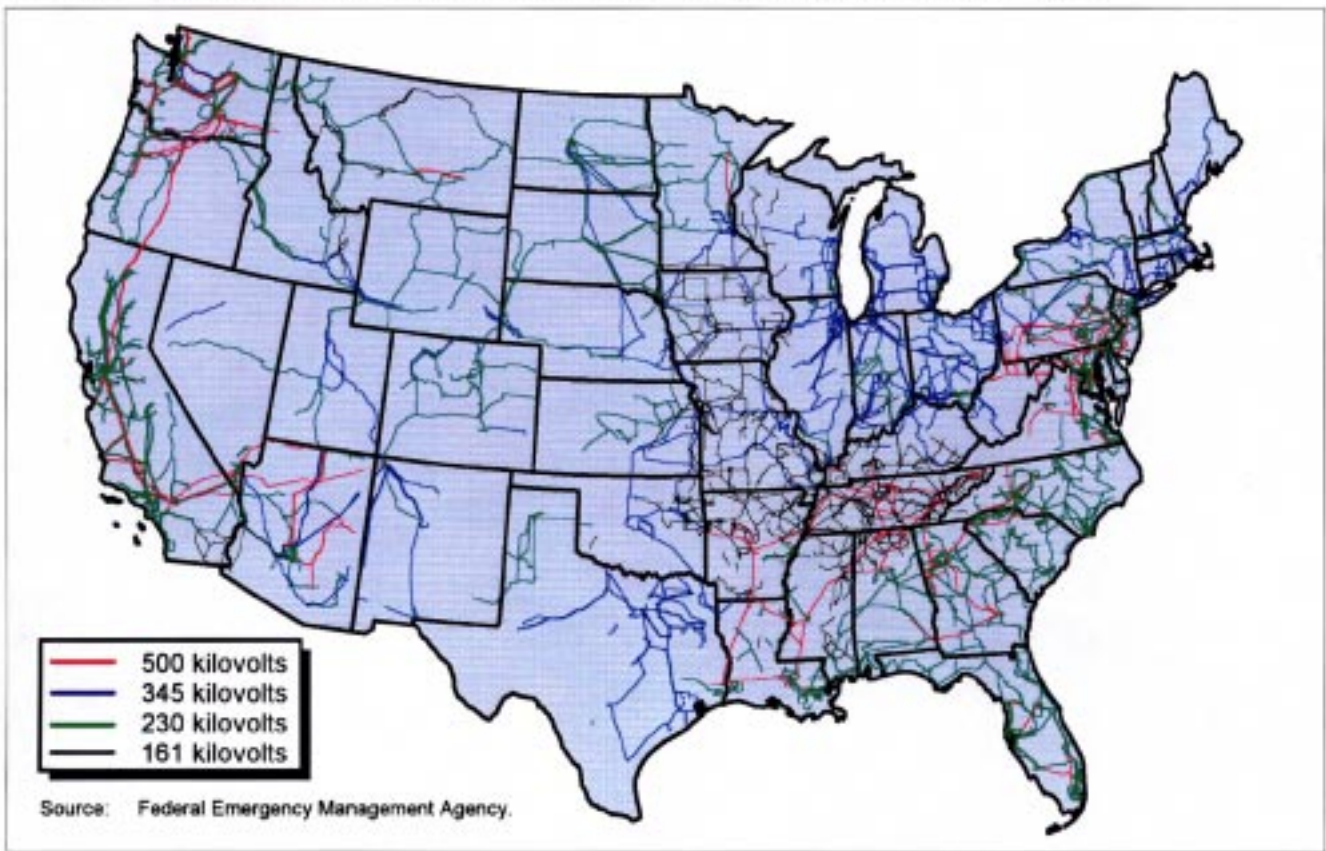 500 kilovolts
345 kilovolts
230 kilovolts
161 kilovolts
Source: Federal Emergency Management Agency.